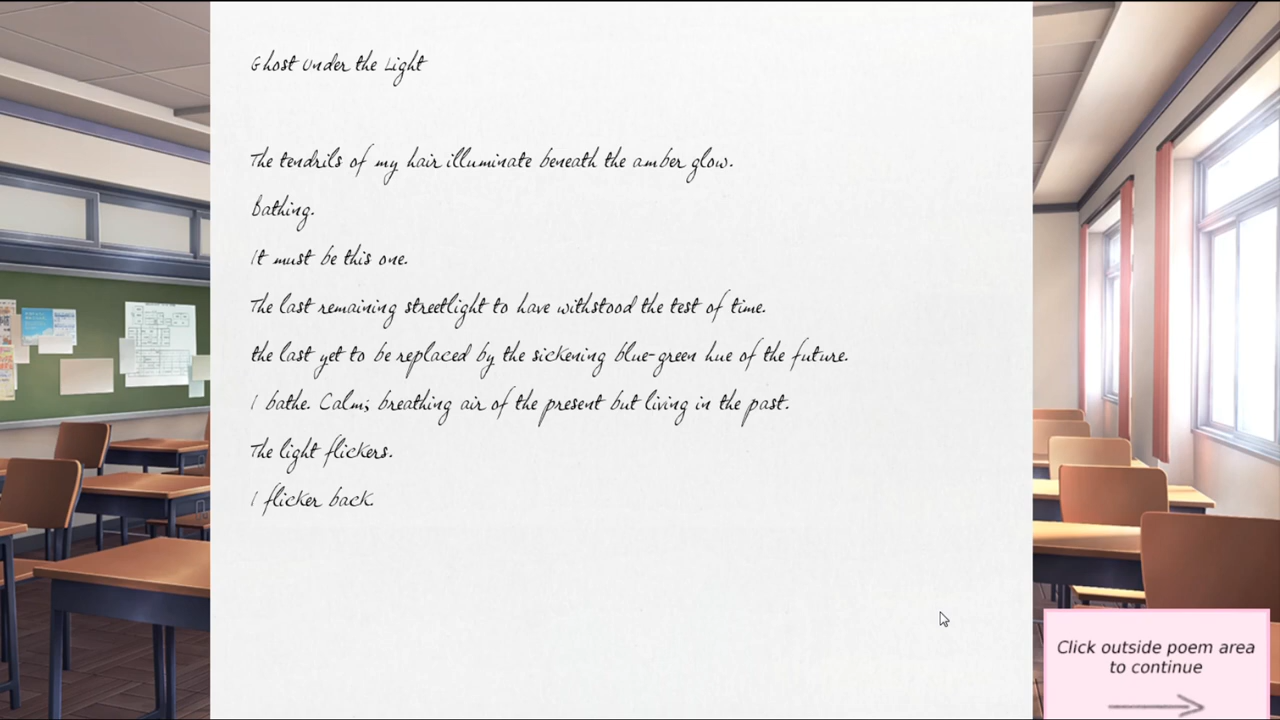 Ghost Under the Light
The tendrils of my hair illuminate beneath the amber glow.
Bathing.
It must be this one.
The last remaining streetlight to have withstood the test of time.
the last yet to be replaced by the sickening blue-green hue of the future.
I bathe. Calm; breathing air of the present but living in the past.
The light flickers.
I flicker back.
Click outside poem area
to continue